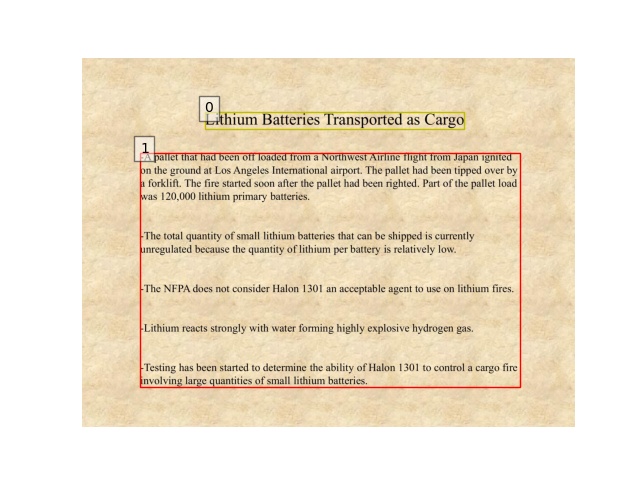 0
Lithium Batteries Transported as Cargo
1
-A pallet that had been off loaded from a Northwest Airline flight from Japan ignited
on the ground at Los Angeles International airport. The pallet had been tipped over by
a forklift. The fire started soon after the pallet had been righted. Part of the pallet load
was 120,000 lithium primary batteries.
-The total quantity of small lithium batteries that can be shipped is currently
unregulated because the quantity of lithium per battery is relatively low.
-The NFPA does not consider Halon 1301 an acceptable agent to use on lithium fires.
-Lithium reacts strongly with water forming highly explosive hydrogen gas.
-Testing has been started to determine the ability of Halon 1301 to control a cargo fire
involving large quantities of small lithium batteries.